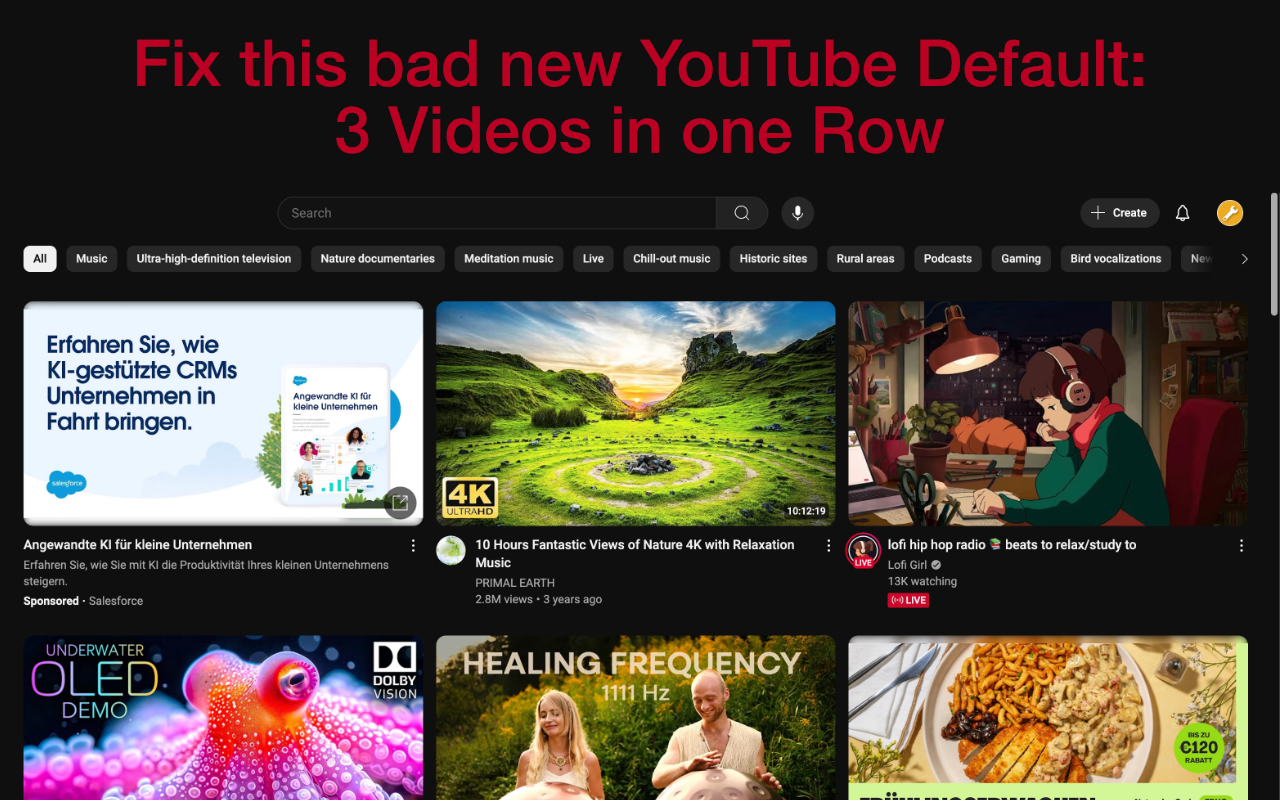 Fix this bad new YouTube Default:
3 Videos in one Row
Search
Create
All
Music
Ultra-high-definition television
Nature documentaries
Meditation music
Live
Chill-out music
Historic sites
Rural areas
Podcasts
Gaming
Bird vocalizations
New
Erfahren Sie, wie
KI-gestützte CRMs
Unternehmen in
Fahrt bringen.
salesforce
Angewandte KI für
kleine Unternehmen
4K
ULTRAHD
10:12:19
Angewandte KI für kleine Unternehmen
Erfahren Sie, wie Sie mit KI die Produktivität Ihres kleinen Unternehmens
steigern.
Sponsored · Salesforce
10 Hours Fantastic Views of Nature 4K with Relaxation
Music
PRIMAL EARTH
2.8M views • 3 years ago
LIVE
lofi hip hop radio 📚 beats to relax/study to
Lofi Girl
13K watching
LIVE
UNDERWATER
OLED
DEMO
DOLBY
VISION
HEALING FREQUENCY
1111 Hz
BIS ZU
€120
RABATT
FRÜHLINGSERWACHEN